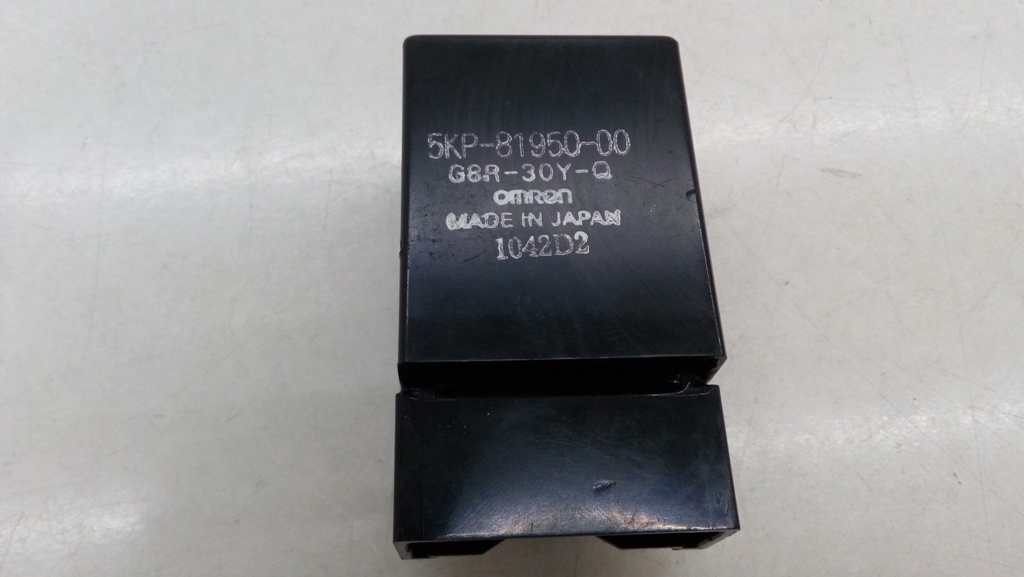 5KP-81950-00
G8R-30Y-Q
omron
MADE IN JAPAN
1042D2